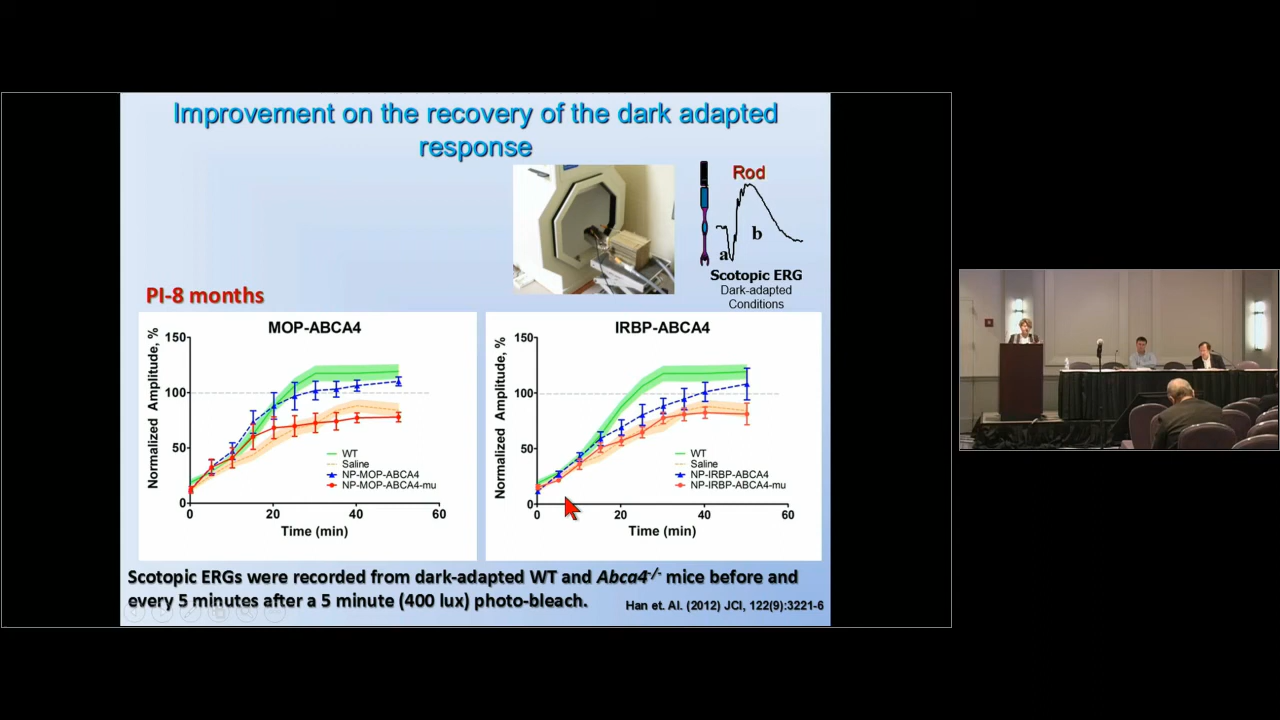 Improvement on the recovery of the dark adapted
response
Rod
a
b
Scotopic ERG
Dark-adapted
Conditions
PI-8 months
MOP-ABCA4
Normalized Amplitude, %
150
100
50
0
WT
Saline
NP-MOP-ABCA4
NP-MOP-ABCA4-mu
0 20 40 60
Time (min)
IRBP-ABCA4
Normalized Amplitude, %
150
100
50
0
WT
Saline
NP-IRBP-ABCA4
NP-IRBP-ABCA4-mu
0 20 40 60
Time (min)
Scotopic ERGs were recorded from dark-adapted WT and Abca4-/- mice before and
every 5 minutes after a 5 minute (400 lux) photo-bleach.
Han et. Al. (2012) JCI, 122(9):3221-6